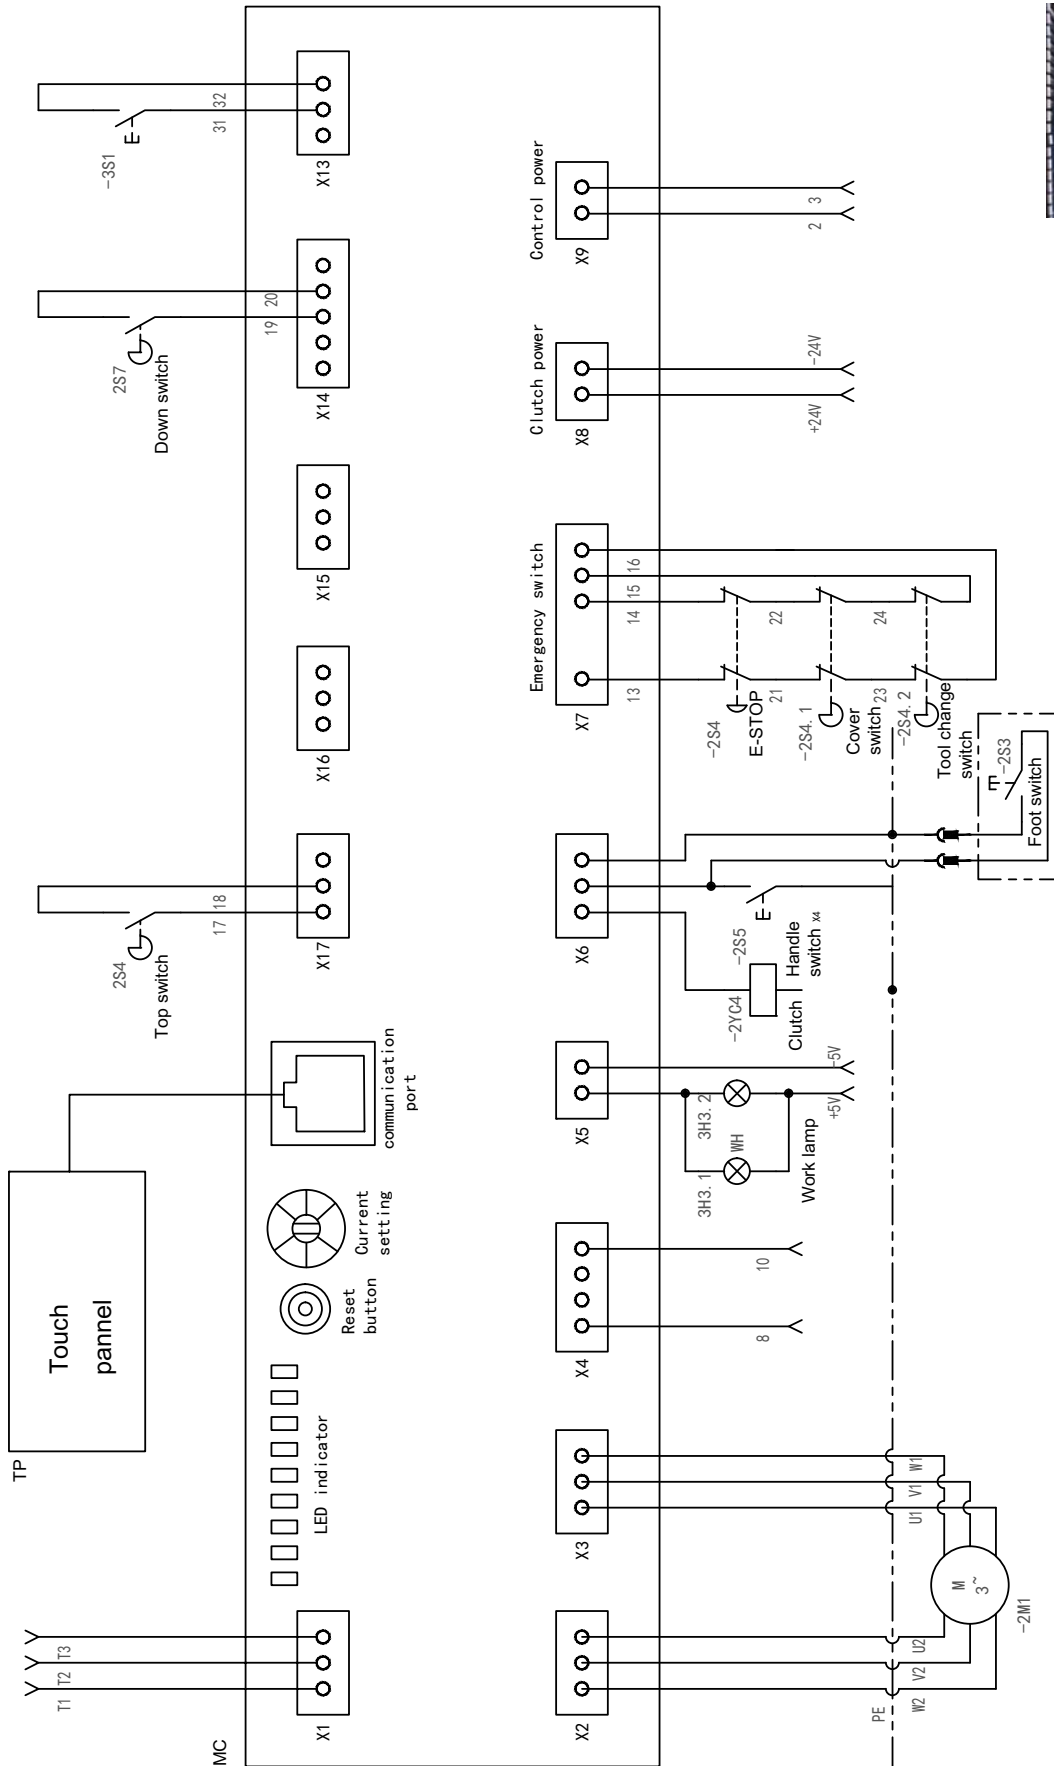 TP
Touch
pannel
MC
T1
T2
T3
X1
LED indicator
Reset
button
Current
setting
communication
port
2S4
Top switch
17
18
X17
X16
X15
2S7
Down switch
19
20
X14
-3S1
31
32
X13
X2
X3
X4
X5
X6
X7
Emergency switch
X8
Clutch power
X9
Control power
PE
W2
V2
U2
M
3~
-2M1
U1
V1
W1
8
10
3H3.1
3H3.2
WH
Work lamp
+5V
-5V
-2YC4
Clutch
-2S5
Handle
switch X4
-2S3
Foot switch
13
14
15
16
-2S4
E-STOP
21
22
-2S4.1
Cover
switch
23
24
-2S4.2
Tool change
switch
+24V
-24V
2
3